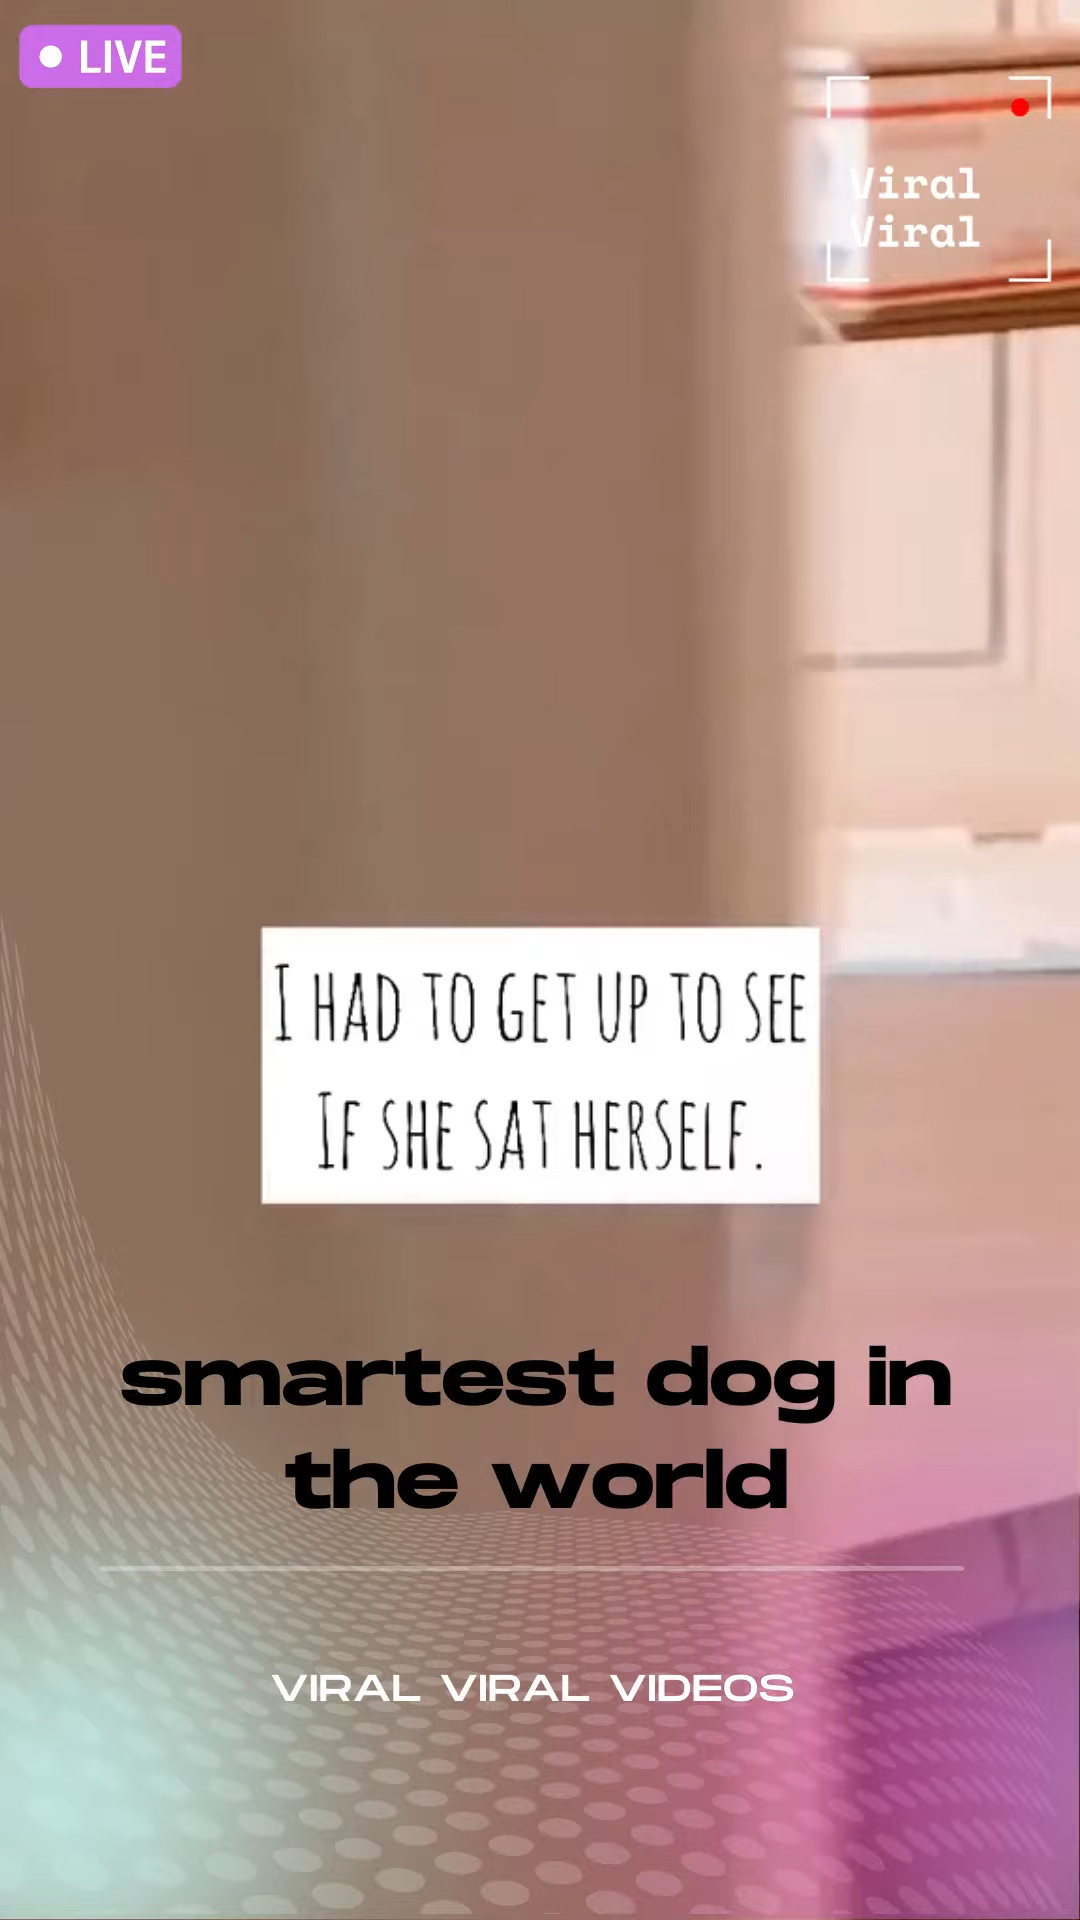 LIVE
Viral
Viral
I HAD TO GET UP TO SEE
IF SHE SAT HERSELF.
smartest dog in
the world
VIRAL VIRAL VIDEOS